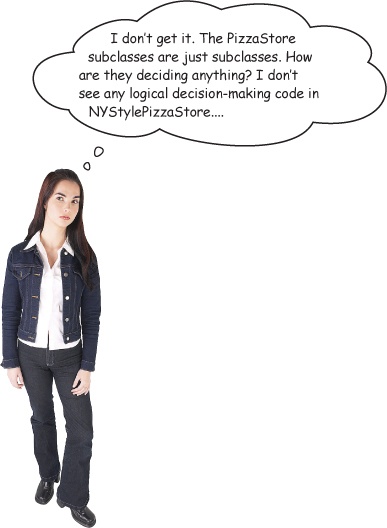 I don't get it. The PizzaStore
subclasses are just subclasses. How
are they deciding anything? I don't
see any logical decision-making code in
NYStylePizzaStore....